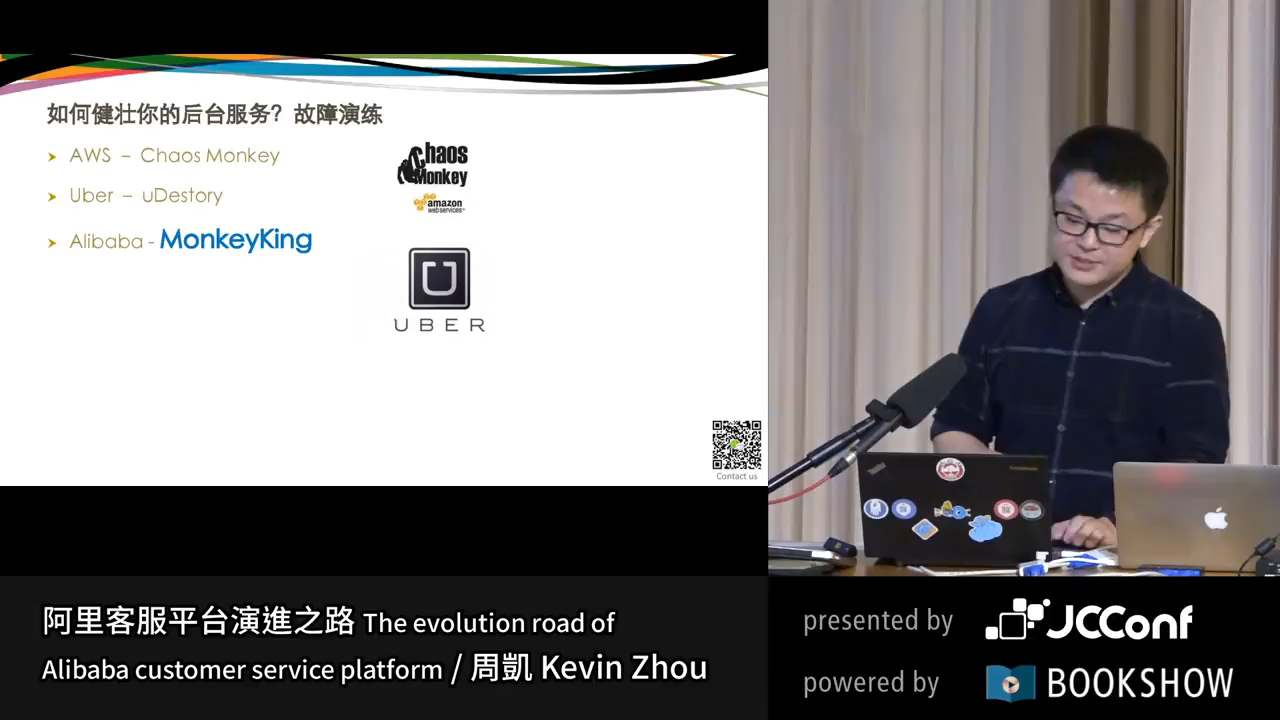 如何健壮你的后台服务？故障演练
AWS – Chaos Monkey
Uber – uDestory
Alibaba - MonkeyKing
Chaos
Monkey
amazon
webservices™
UBER
Contact us
阿里客服平台演進之路 The evolution road of
Alibaba customer service platform / 周凱 Kevin Zhou
presented by JCConf
powered by BOOKSHOW